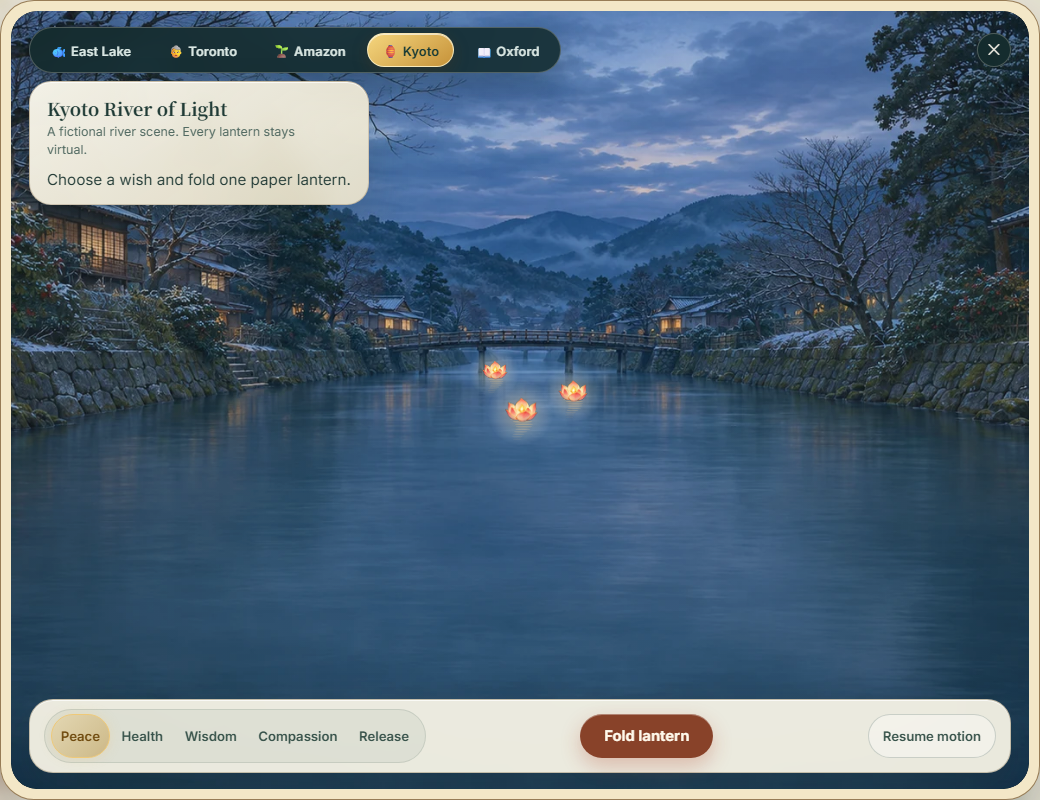 East Lake
Toronto
Amazon
Kyoto
Oxford
Kyoto River of Light
A fictional river scene. Every lantern stays
virtual.
Choose a wish and fold one paper lantern.
Peace
Health
Wisdom
Compassion
Release
Fold lantern
Resume motion